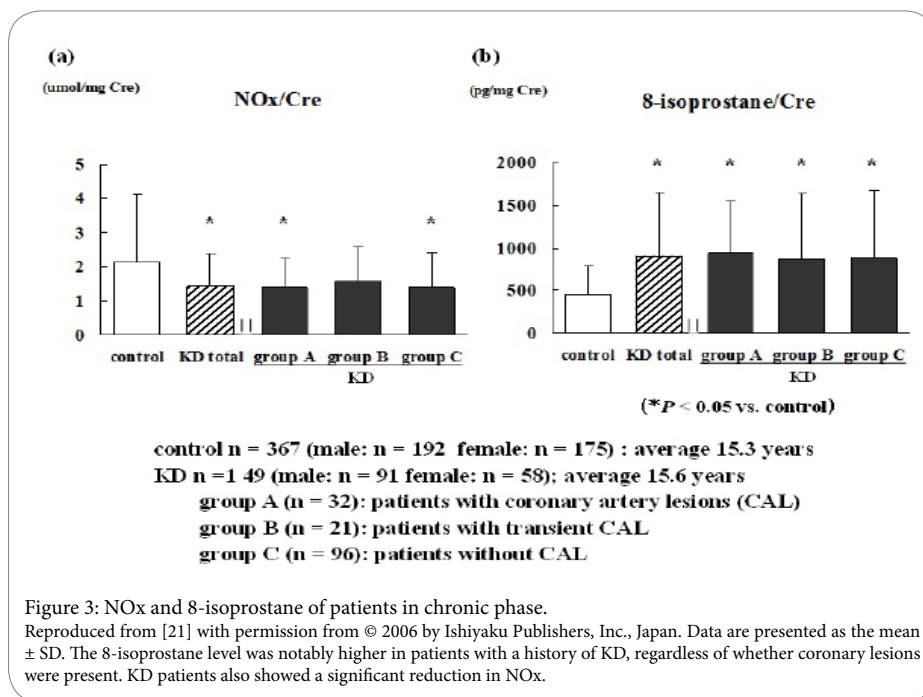 (a)
(umol/mg Cre)
NOx/Cre
5
4
3
2
1
0
* * *
control KD total group A group B group C
KD
(b)
(pg/mg Cre)
8-isoprostane/Cre
2000
1500
1000
500
0
* * * *
control KD total group A group B group C
KD
(*P < 0.05 vs. control)
control n = 367 (male: n = 192 female: n = 175) : average 15.3 years
KD n =1 49 (male: n = 91 female: n = 58); average 15.6 years
group A (n = 32): patients with coronary artery lesions (CAL)
group B (n = 21): patients with transient CAL
group C (n = 96): patients without CAL
Figure 3: NOx and 8-isoprostane of patients in chronic phase.
Reproduced from [21] with permission from © 2006 by Ishiyaku Publishers, Inc., Japan. Data are presented as the mean
± SD. The 8-isoprostane level was notably higher in patients with a history of KD, regardless of whether coronary lesions
were present. KD patients also showed a significant reduction in NOx.